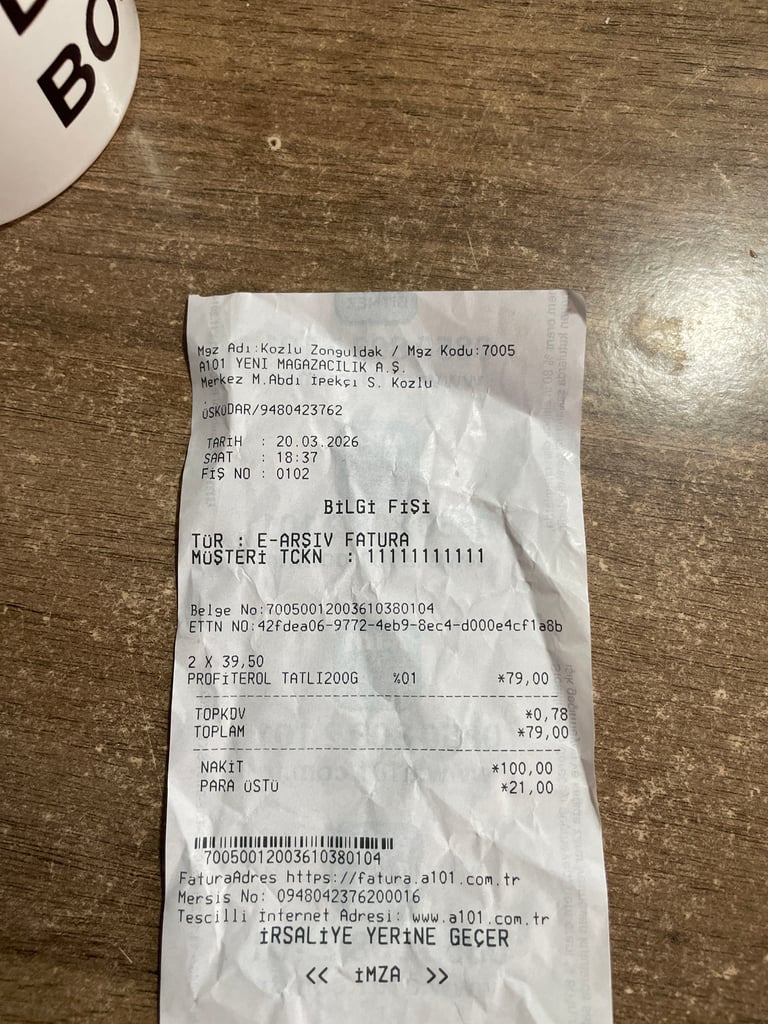 BO
Mgz Adı:Kozlu Zonguldak / Mgz Kodu:7005
A101 YENI MAGAZACILIK A.Ş.
Merkez M.Abdi İpekçi S. Kozlu
ÜSKÜDAR/9480423762
TARİH : 20.03.2026
SAAT : 18:37
FİŞ NO : 0102
BİLGİ FİŞİ
TÜR : E-ARŞIV FATURA
MÜŞTERİ TCKN : 11111111111
Belge No:70050012003610380104
ETTN NO:42fdea06-9772-4eb9-8ec4-d000e4cf1a8b
2 X 39,50
PROFİTEROL TATLI200G %01 *79,00
TOPKDV *0,78
TOPLAM *79,00
NAKİT *100,00
PARA ÜSTÜ *21,00
70050012003610380104
FaturaAdres https://fatura.a101.com.tr
Mersis No: 0948042376200016
Tescilli İnternet Adresi: www.a101.com.tr
İRSALİYE YERİNE GEÇER
<< İMZA >>